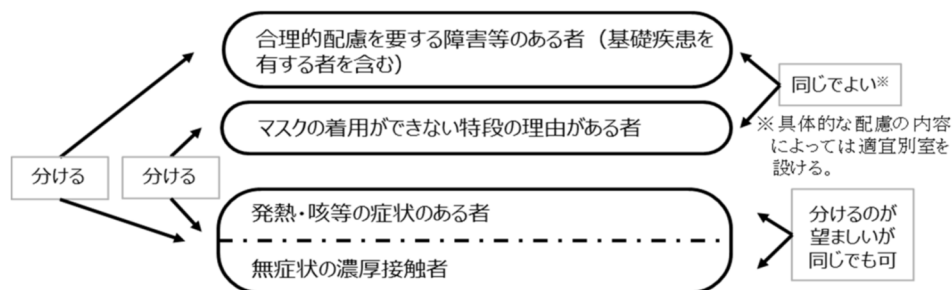 合理的配慮を要する障害等のある者（基礎疾患を
有する者を含む）
同じでよい※
マスクの着用ができない特段の理由がある者
※具体的な配慮の内容
によっては適宜別室を
設ける。
分ける
分ける
発熱・咳等の症状のある者
無症状の濃厚接触者
分けるのが
望ましいが
同じでも可